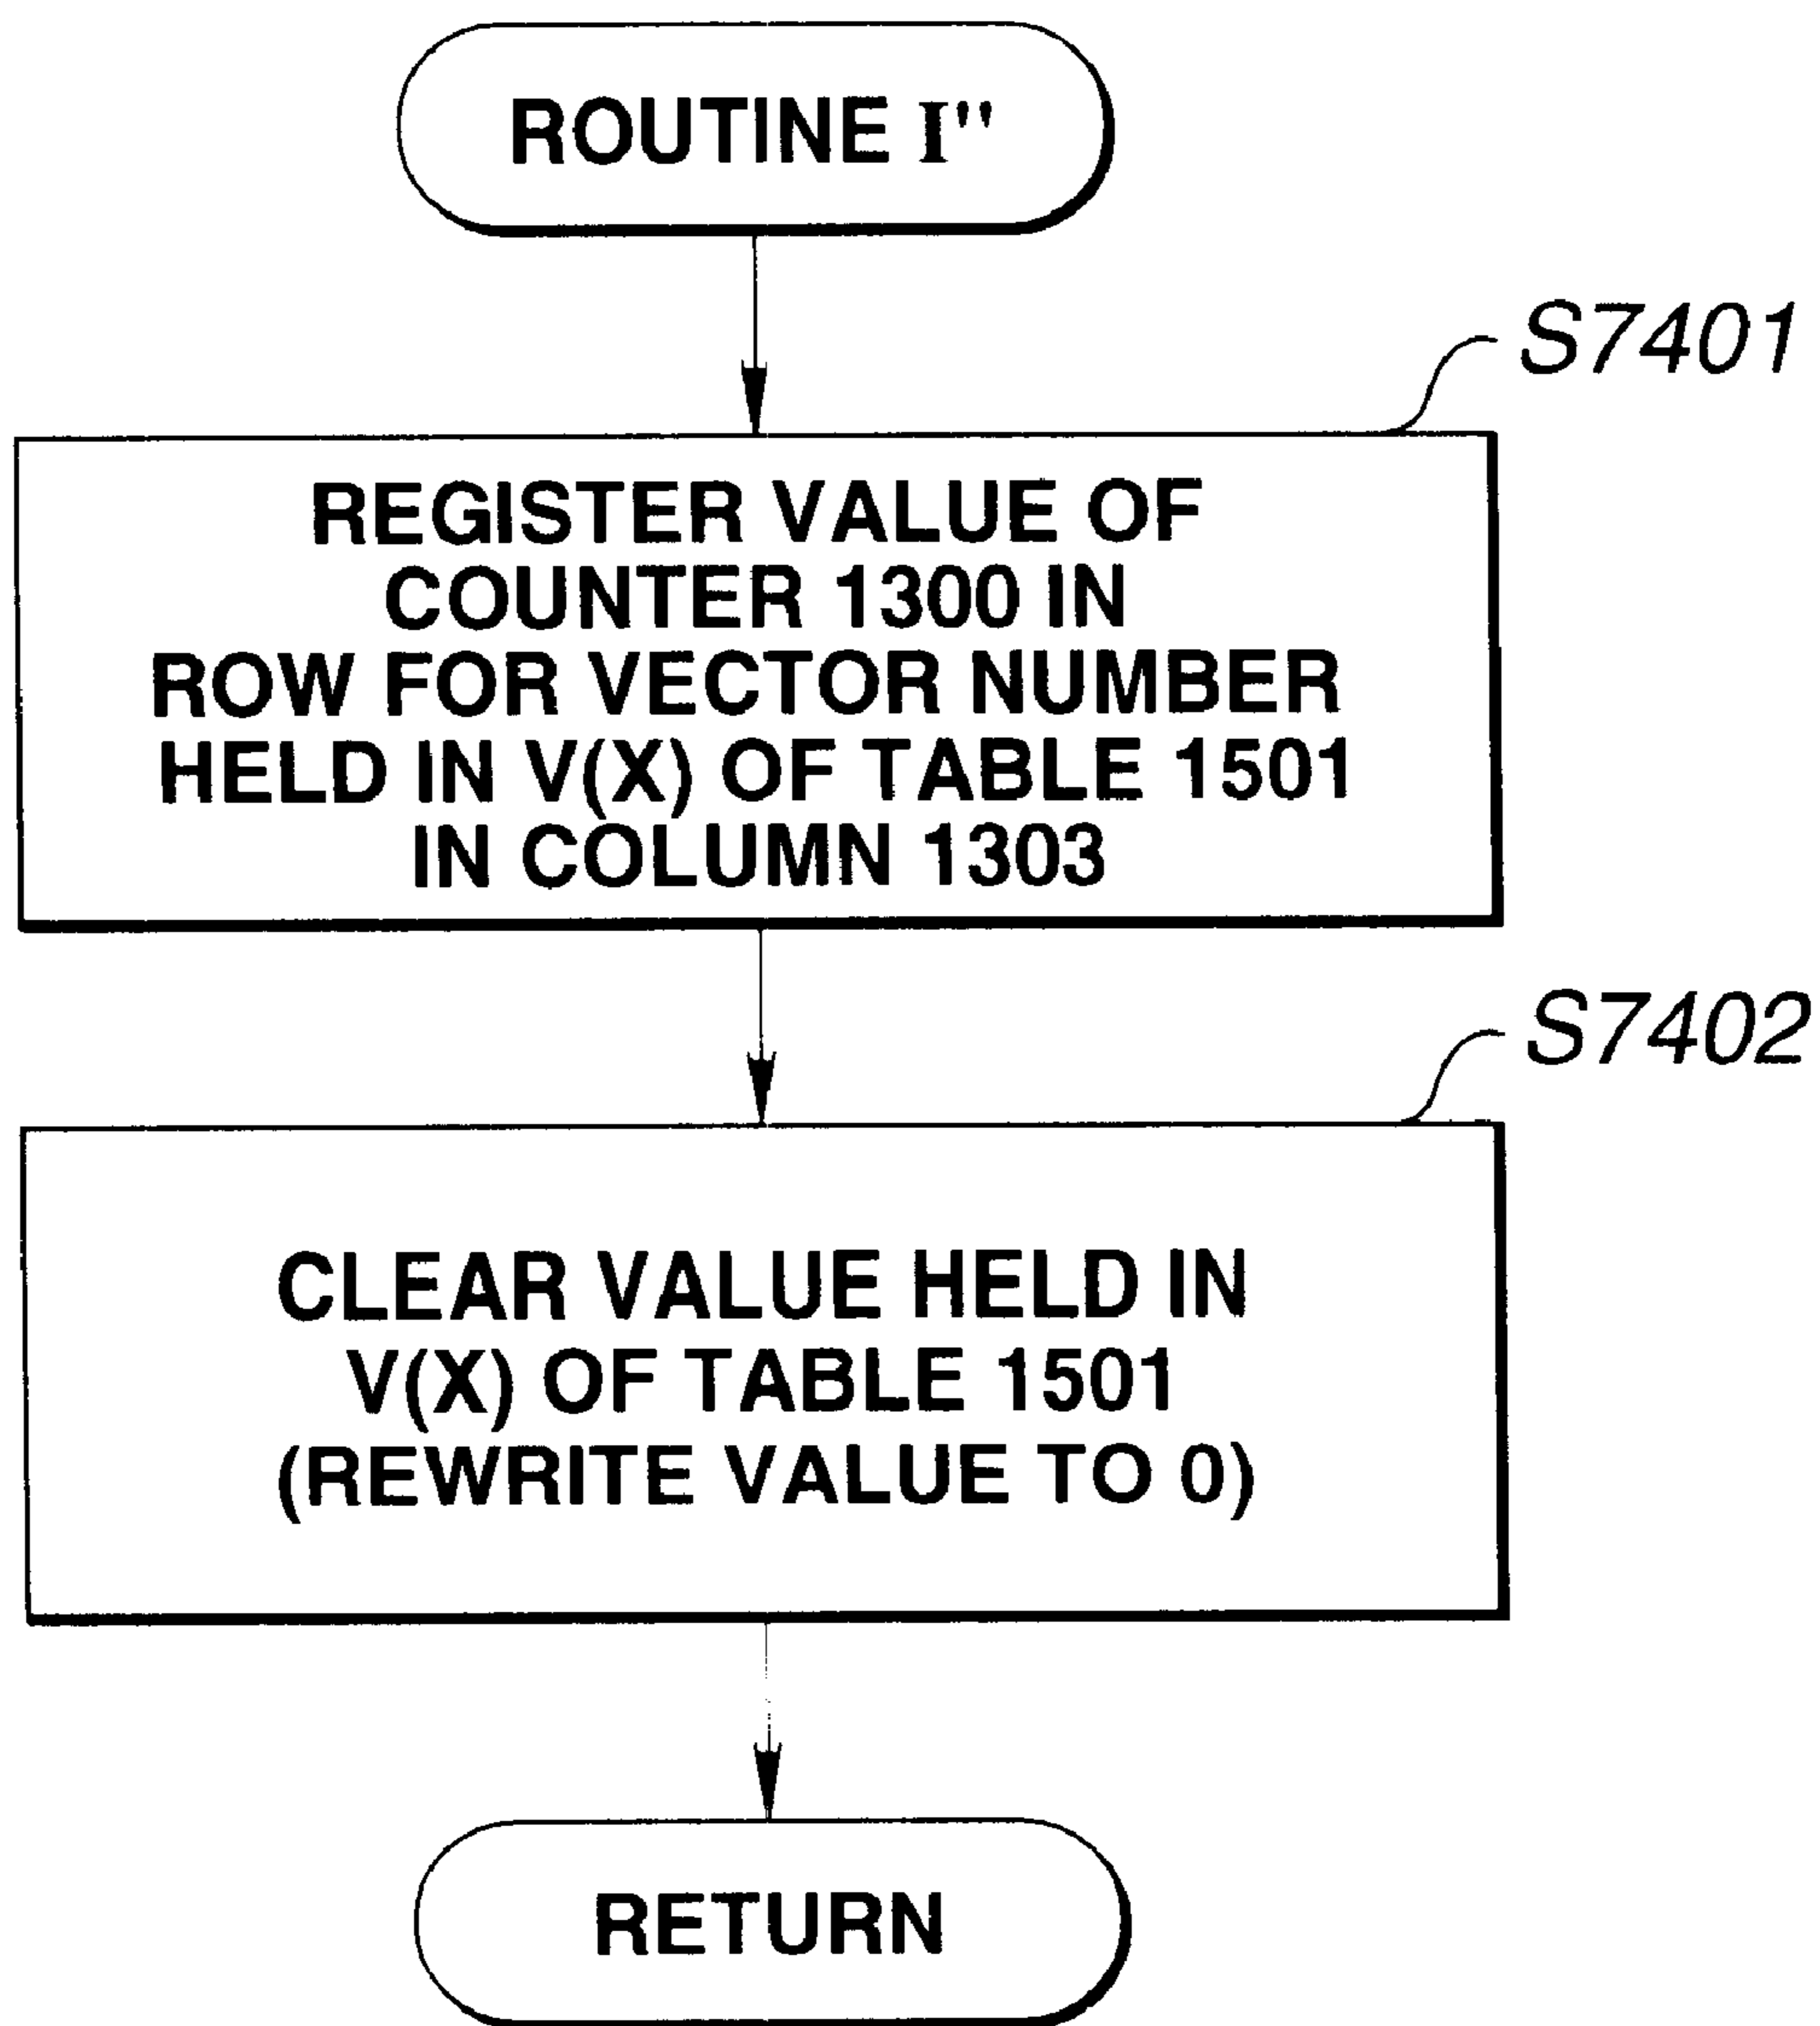 ROUTINE I"
S7401
REGISTER VALUE OF
COUNTER 1300 IN
ROW FOR VECTOR NUMBER
HELD IN V(X) OF TABLE 1501
IN COLUMN 1303
S7402
CLEAR VALUE HELD IN
V(X) OF TABLE 1501
(REWRITE VALUE TO 0)
RETURN